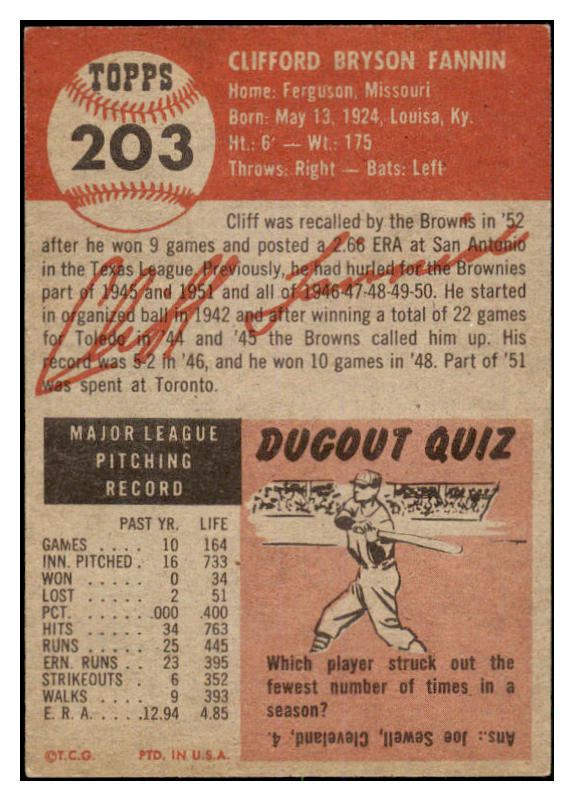 TOPPS
203
CLIFFORD BRYSON FANNIN
Home: Ferguson, Missouri
Born: May 13, 1924, Louisa, Ky.
Ht.: 6' — Wt.: 175
Throws: Right — Bats: Left
Cliff was recalled by the Browns in '52
after he won 9 games and posted a 2.66 ERA at San Antonio
in the Texas League. Previously, he had hurled for the Brownies
part of 1945 and 1951 and all of 1946-47-48-49-50. He started
in organized ball in 1942 and after winning a total of 22 games
for Toledo in '44 and '45 the Browns called him up. His
record was 5-2 in '46, and he won 10 games in '48. Part of '51
was spent at Toronto.
Cliff Fannin
MAJOR LEAGUE
PITCHING
RECORD
PAST YR. LIFE
GAMES .... 10 164
INN. PITCHED . 16 733
WON ..... 0 34
LOST ..... 2 51
PCT. ..... .000 .400
HITS ..... 34 763
RUNS ..... 25 445
ERN. RUNS .. 23 395
STRIKEOUTS . 6 352
WALKS .... 9 393
E. R. A. .... .12.94 4.85
©T.C.G. PTD. IN U.S.A.
DUGOUT QUIZ
Which player struck out the
fewest number of times in a
season?
Ans.: Joe Sewell, Cleveland, 4.